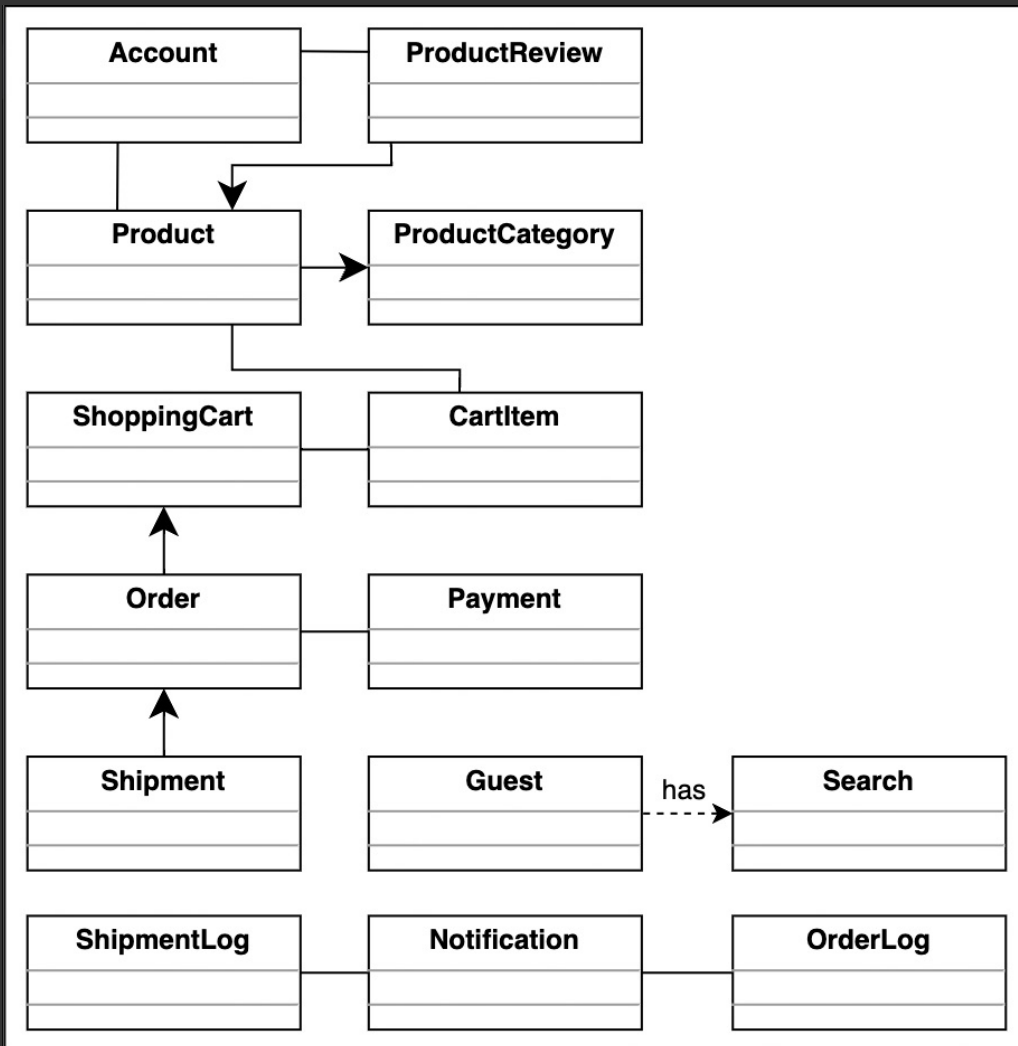 Account
ProductReview
Product
ProductCategory
ShoppingCart
CartItem
Order
Payment
Shipment
Guest
has
Search
ShipmentLog
Notification
OrderLog